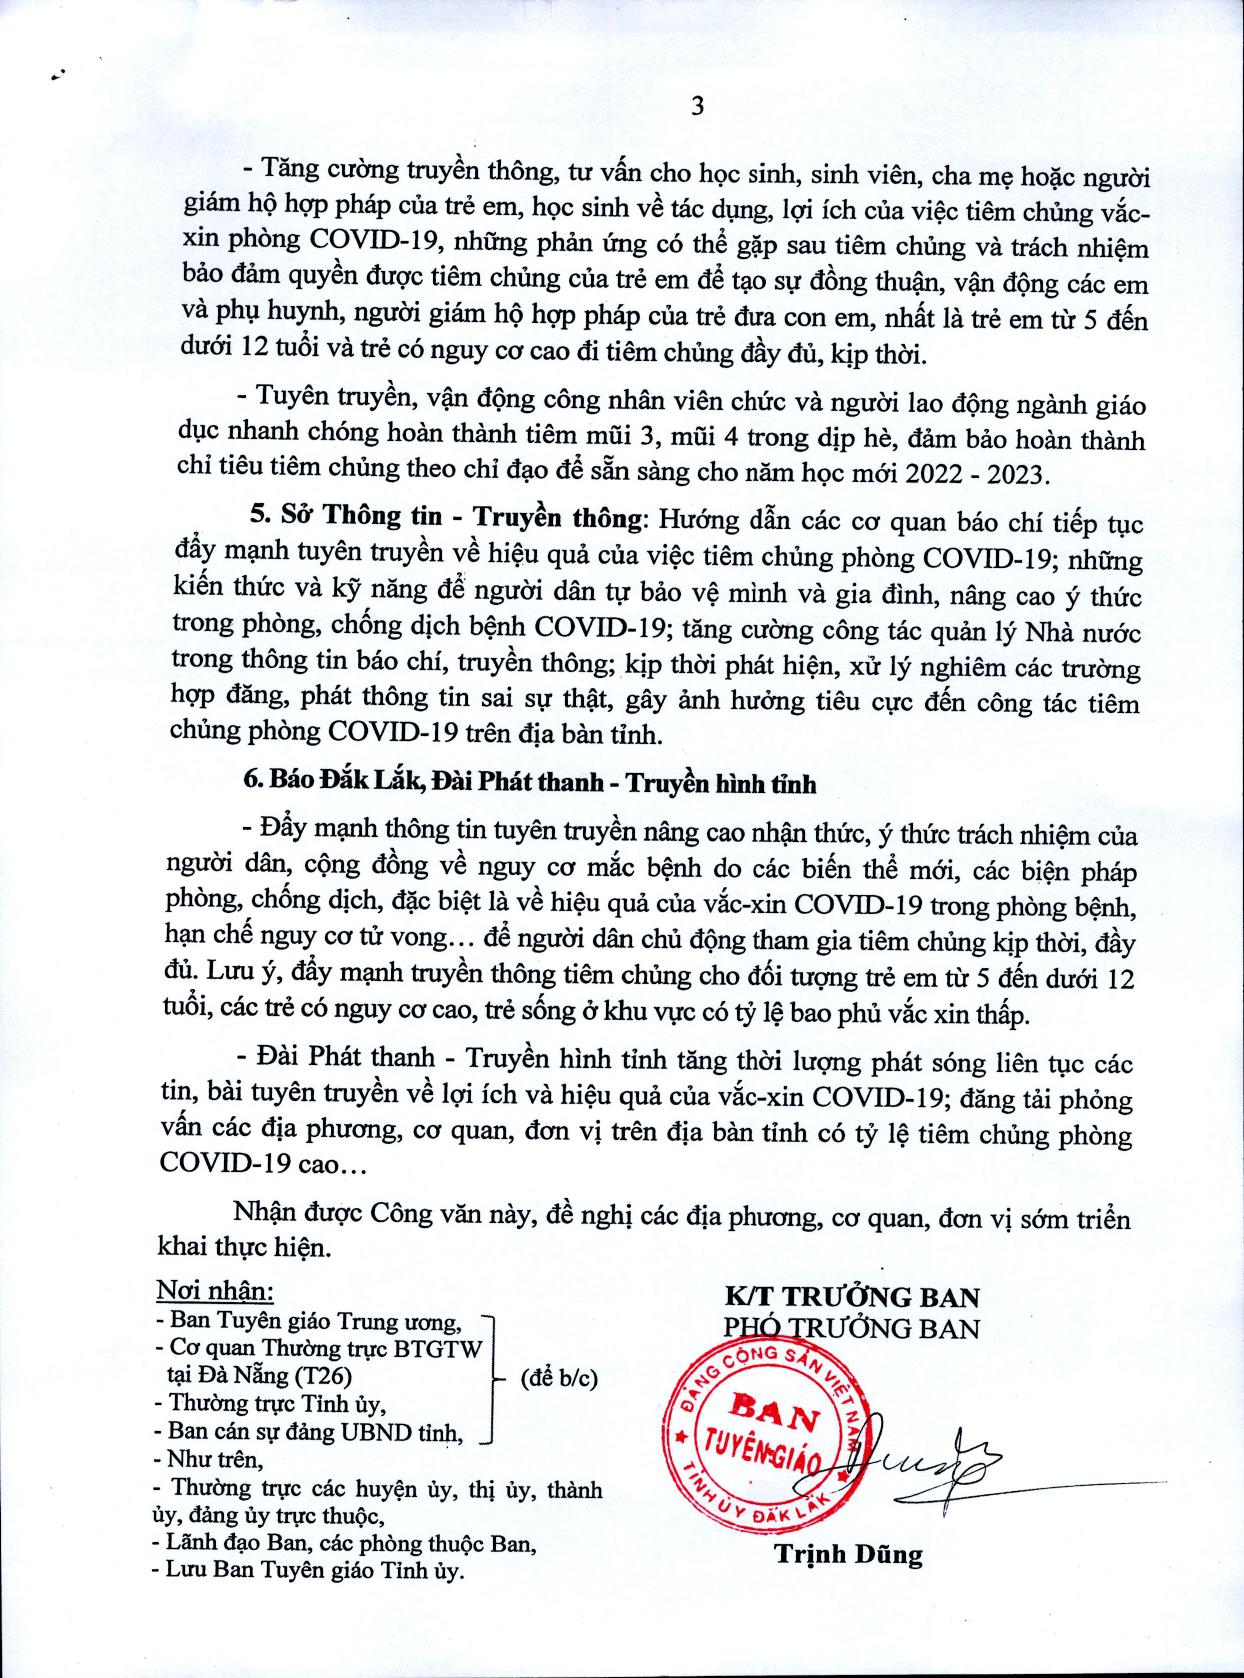 3
- Tăng cường truyền thông, tư vấn cho học sinh, sinh viên, cha mẹ hoặc người
giám hộ hợp pháp của trẻ em, học sinh về tác dụng, lợi ích của việc tiêm chủng vắc-
xin phòng COVID-19, những phản ứng có thể gặp sau tiêm chủng và trách nhiệm
bảo đảm quyền được tiêm chủng của trẻ em để tạo sự đồng thuận, vận động các em
và phụ huynh, người giám hộ hợp pháp của trẻ đưa con em, nhất là trẻ em từ 5 đến
dưới 12 tuổi và trẻ có nguy cơ cao đi tiêm chủng đầy đủ, kịp thời.
- Tuyên truyền, vận động công nhân viên chức và người lao động ngành giáo
dục nhanh chóng hoàn thành tiêm mũi 3, mũi 4 trong dịp hè, đảm bảo hoàn thành
chỉ tiêu tiêm chủng theo chỉ đạo để sẵn sàng cho năm học mới 2022 - 2023.
5. Sở Thông tin - Truyền thông: Hướng dẫn các cơ quan báo chí tiếp tục
đẩy mạnh tuyên truyền về hiệu quả của việc tiêm chủng phòng COVID-19; những
kiến thức và kỹ năng để người dân tự bảo vệ mình và gia đình, nâng cao ý thức
trong phòng, chống dịch bệnh COVID-19; tăng cường công tác quản lý Nhà nước
trong thông tin báo chí, truyền thông; kịp thời phát hiện, xử lý nghiêm các trường
hợp đăng, phát thông tin sai sự thật, gây ảnh hưởng tiêu cực đến công tác tiêm
chủng phòng COVID-19 trên địa bàn tỉnh.
6. Báo Đắk Lắk, Đài Phát thanh - Truyền hình tỉnh
- Đẩy mạnh thông tin tuyên truyền nâng cao nhận thức, ý thức trách nhiệm của
người dân, cộng đồng về nguy cơ mắc bệnh do các biến thể mới, các biện pháp
phòng, chống dịch, đặc biệt là về hiệu quả của vắc-xin COVID-19 trong phòng bệnh,
hạn chế nguy cơ tử vong… để người dân chủ động tham gia tiêm chủng kịp thời, đầy
đủ. Lưu ý, đẩy mạnh truyền thông tiêm chủng cho đối tượng trẻ em từ 5 đến dưới 12
tuổi, các trẻ có nguy cơ cao, trẻ sống ở khu vực có tỷ lệ bao phủ vắc xin thấp.
- Đài Phát thanh - Truyền hình tỉnh tăng thời lượng phát sóng liên tục các
tin, bài tuyên truyền về lợi ích và hiệu quả của vắc-xin COVID-19; đăng tải phỏng
vấn các địa phương, cơ quan, đơn vị trên địa bàn tỉnh có tỷ lệ tiêm chủng phòng
COVID-19 cao…
Nhận được Công văn này, đề nghị các địa phương, cơ quan, đơn vị sớm triển
khai thực hiện.
Nơi nhận:
- Ban Tuyên giáo Trung ương,
- Cơ quan Thường trực BTGTW
tại Đà Nẵng (T26)
(để b/c)
- Thường trực Tỉnh ủy,
- Ban cán sự đảng UBND tỉnh,
- Như trên,
- Thường trực các huyện ủy, thị ủy, thành
ủy, đảng ủy trực thuộc,
- Lãnh đạo Ban, các phòng thuộc Ban,
- Lưu Ban Tuyên giáo Tỉnh ủy.
K/T TRƯỞNG BAN
PHÓ TRƯỞNG BAN
ĐẢNG CỘNG SẢN VIỆT NAM
BAN
TUYÊN GIÁO
TỈNH ỦY ĐẮK LẮK
Trịnh Dũng